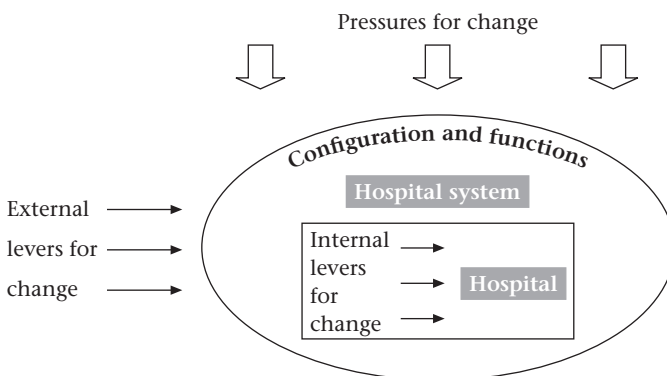 Pressures for change
Configuration and functions
Hospital system
External
levers for
change
Internal
levers
for
change
Hospital